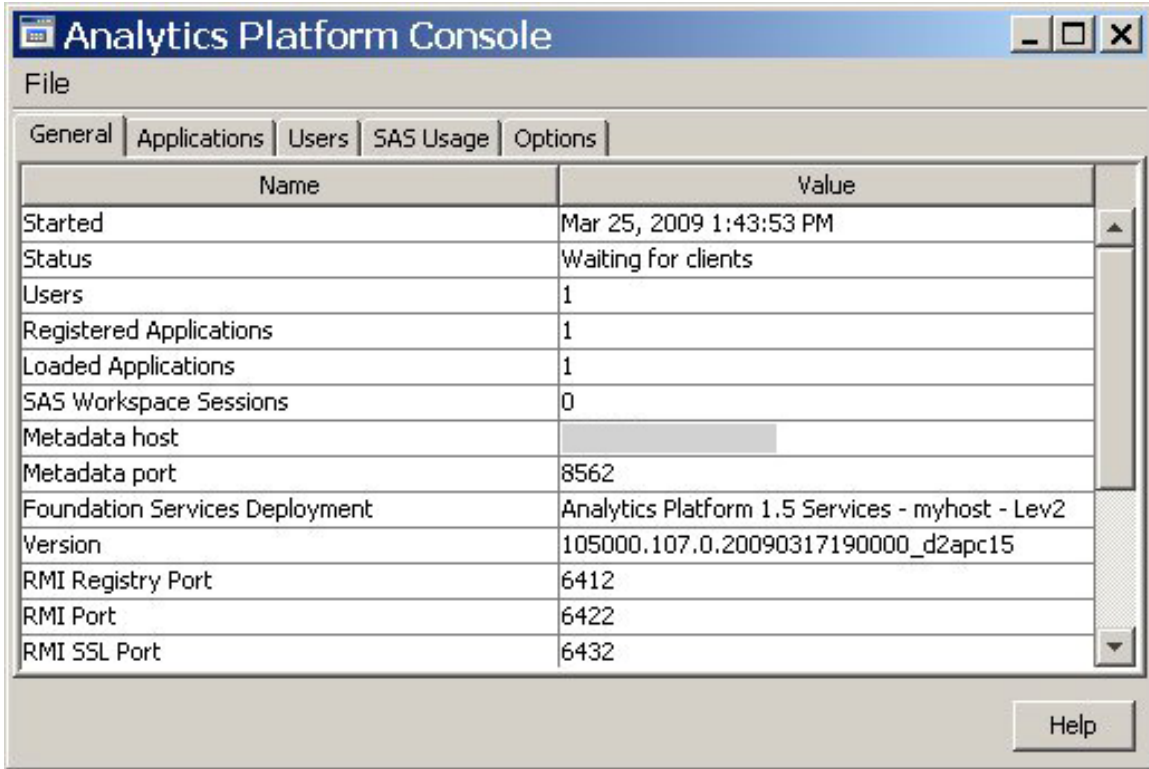 Analytics Platform Console
File
General Applications Users SAS Usage Options
Name Value
Started Mar 25, 2009 1:43:53 PM
Status Waiting for clients
Users 1
Registered Applications 1
Loaded Applications 1
SAS Workspace Sessions 0
Metadata host
Metadata port 8562
Foundation Services Deployment Analytics Platform 1.5 Services - myhost - Lev2
Version 105000.107.0.20090317190000_d2apc15
RMI Registry Port 6412
RMI Port 6422
RMI SSL Port 6432
Help